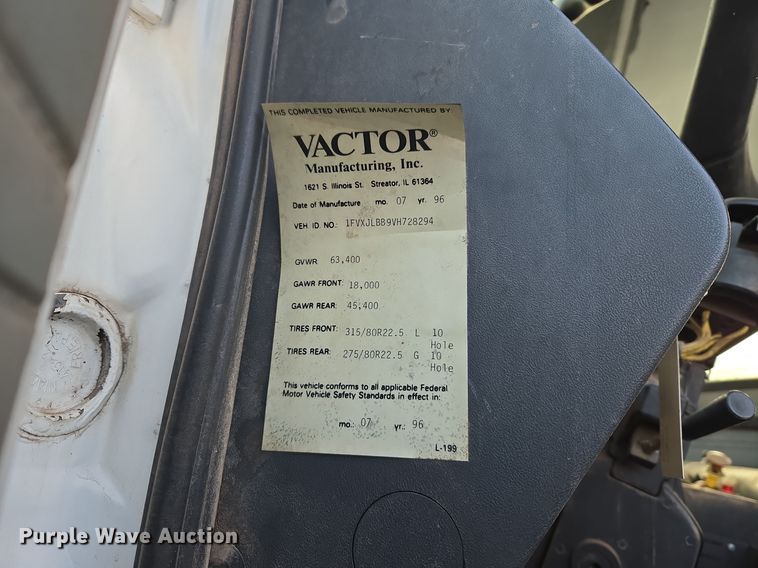 THIS COMPLETED VEHICLE MANUFACTURED BY:
VACTOR®
Manufacturing, Inc.
1621 S. Illinois St. Streator, IL 61364
Date of Manufacture mo. 07 yr. 96
VEH ID NO.: 1FVXJLBB9VH728294
GVWR 63,400
GAWR FRONT: 18,000
GAWR REAR: 45,400
TIRES FRONT: 315/80R22.5 L 10
Hole
TIRES REAR: 275/80R22.5 G 10
Hole
This vehicle conforms to all applicable Federal
Motor Vehicle Safety Standards in effect in:
mo.: 07 yr.: 96
L-199
Purple Wave Auction